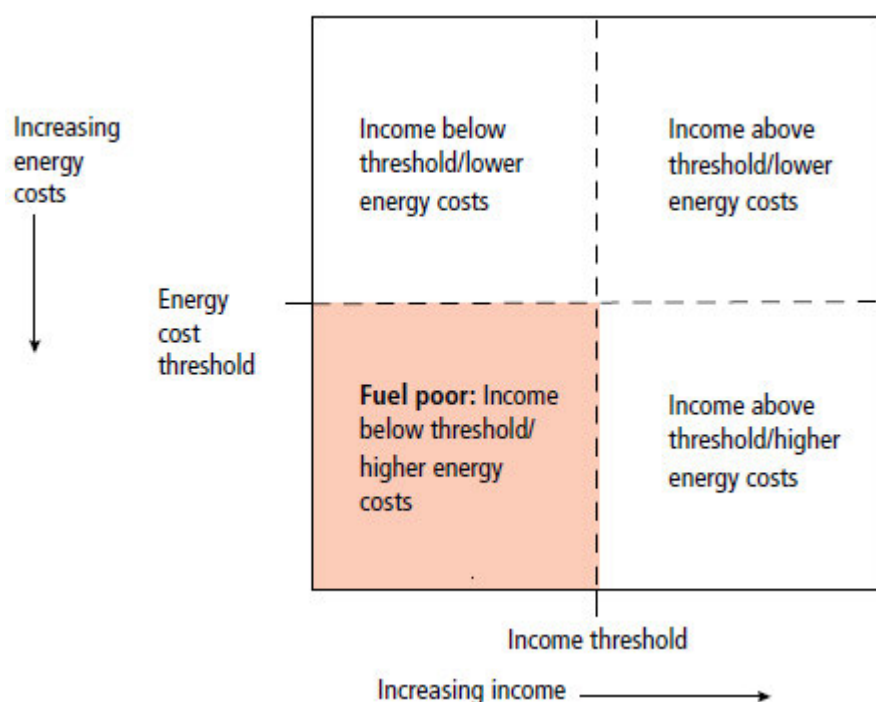 Increasing
energy
costs
Income below
threshold/lower
energy costs
Income above
threshold/lower
energy costs
Energy
cost
threshold
Fuel poor: Income
below threshold/
higher energy
costs
Income above
threshold/higher
energy costs
Income threshold
Increasing income